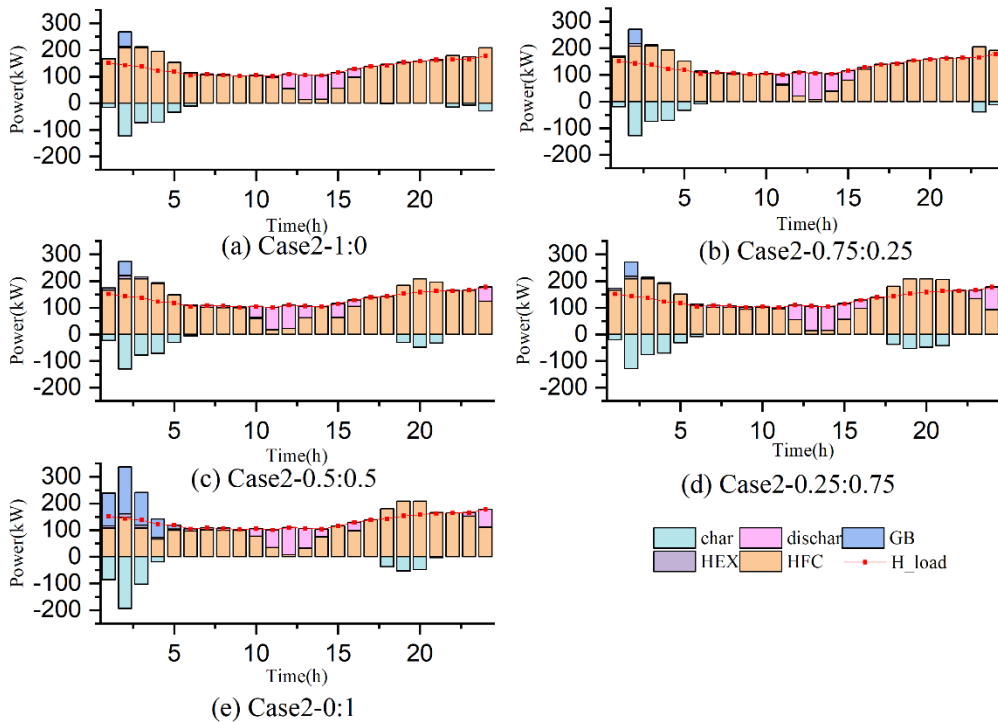 300
200
100
0
-100
-200
Power(kW)
5
10
15
20
Time(h)
(a) Case2-1:0
300
200
100
0
-100
-200
Power(kW)
5
10
15
20
Time(h)
(b) Case2-0.75:0.25
300
200
100
0
-100
-200
Power(kW)
5
10
15
20
Time(h)
(c) Case2-0.5:0.5
300
200
100
0
-100
-200
Power(kW)
5
10
15
20
Time(h)
(d) Case2-0.25:0.75
300
200
100
0
-100
-200
Power(kW)
5
10
15
20
Time(h)
(e) Case2-0:1
char dischar GB
HEX HFC H_load